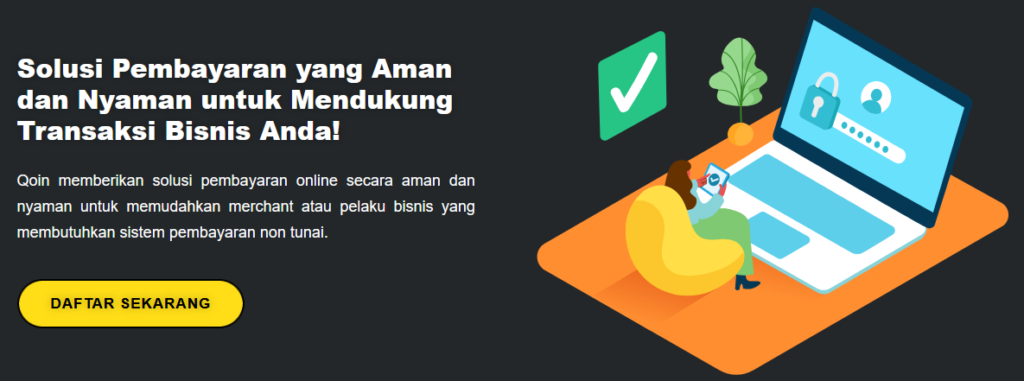 Solusi Pembayaran yang Aman
dan Nyaman untuk Mendukung
Transaksi Bisnis Anda!
Qoin memberikan solusi pembayaran online secara aman dan
nyaman untuk memudahkan merchant atau pelaku bisnis yang
membutuhkan sistem pembayaran non tunai.
DAFTAR SEKARANG